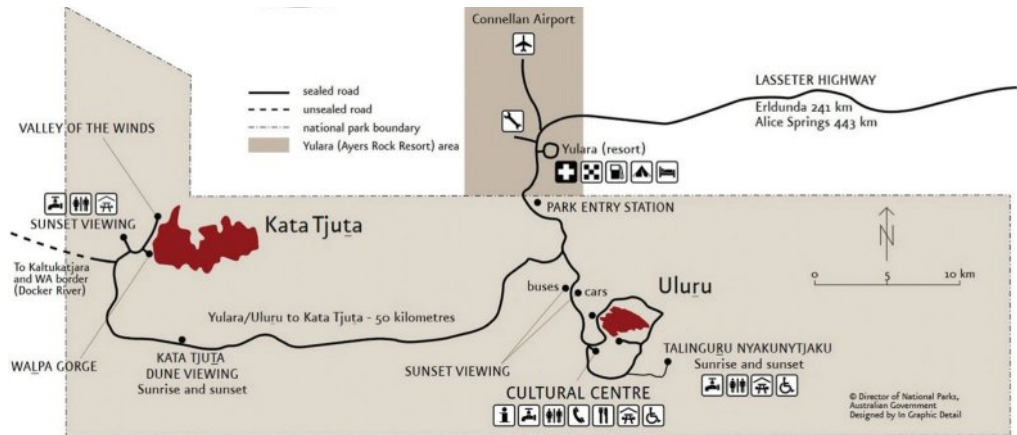 Connellan Airport
sealed road
unsealed road
national park boundary
Yulara (Ayers Rock Resort) area
LASSETER HIGHWAY
Erldunda 241 km
Alice Springs 443 km
VALLEY OF THE WINDS
Yulara (resort)
PARK ENTRY STATION
SUNSET VIEWING
Kata Tjuṯa
N
0 5 10 km
To Kaltukatjara
and WA border
(Docker River)
buses
cars
Uluṟu
Yulara/Uluṟu to Kata Tjuṯa - 50 kilometres
WALPA GORGE
KATA TJUṮA
DUNE VIEWING
Sunrise and sunset
SUNSET VIEWING
TALINGURU NYAKUNYTJAKU
Sunrise and sunset
CULTURAL CENTRE
i
© Director of National Parks,
Australian Government
Designed by In Graphic Detail